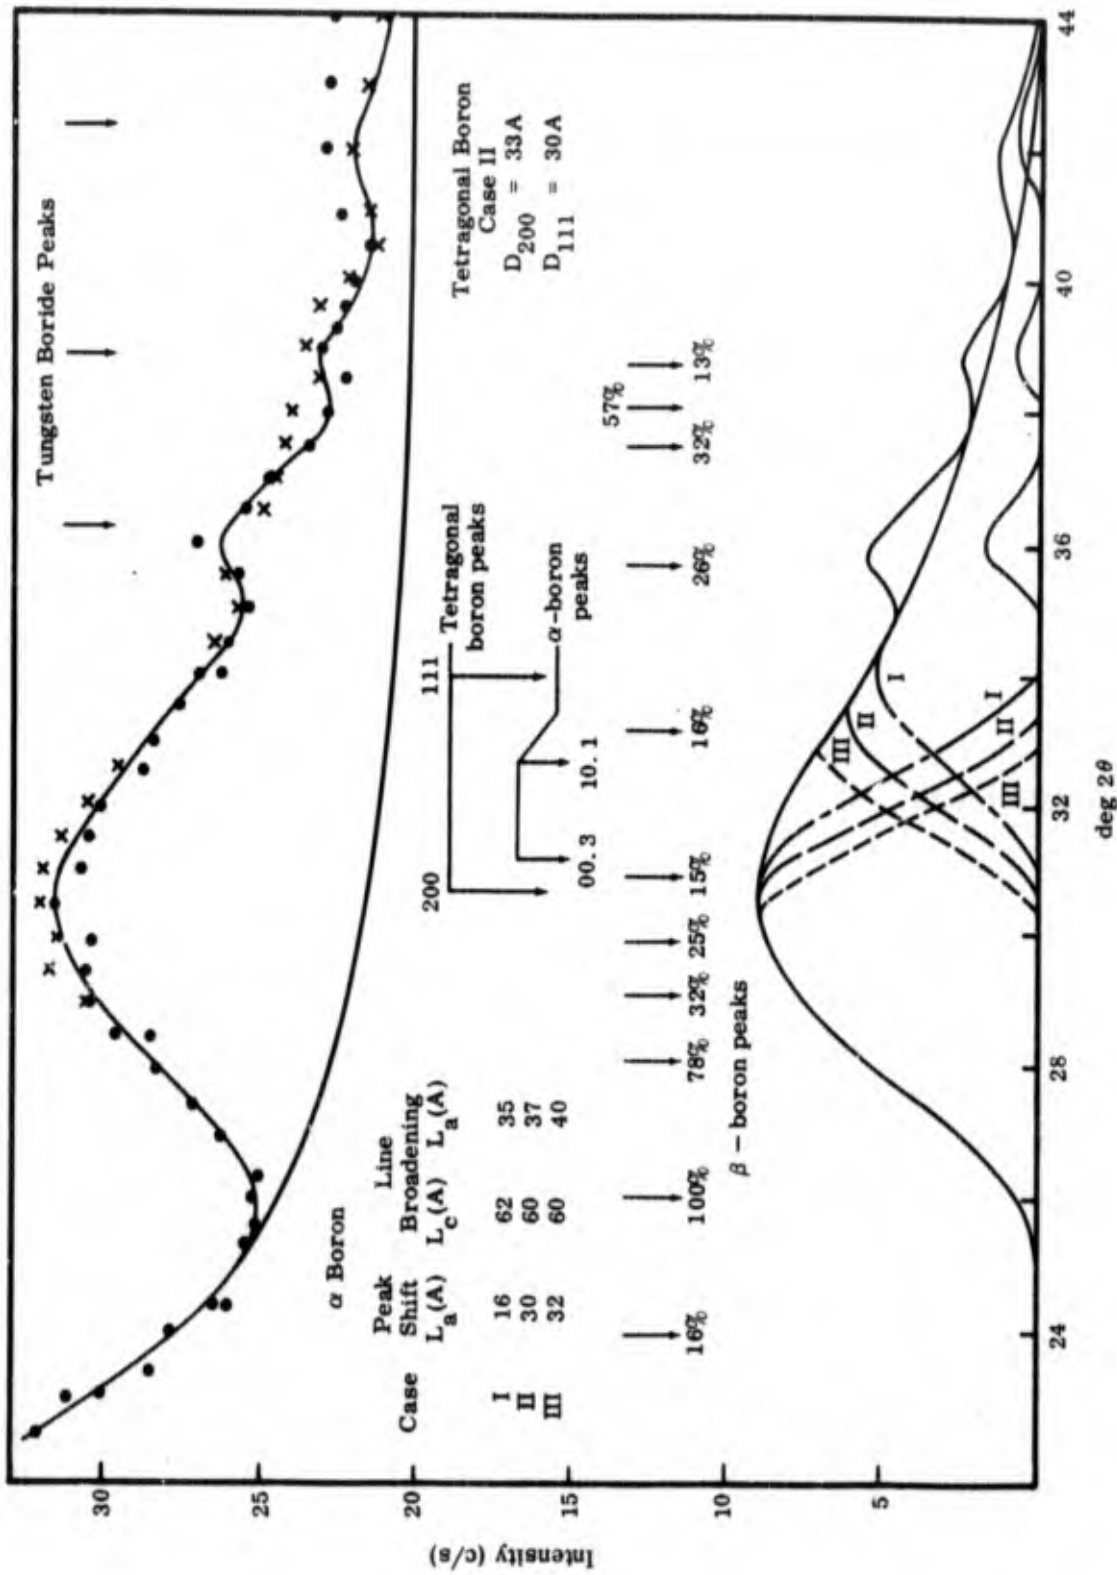 Tungsten Boride Peaks
Tetragonal Boron
Case II
D200 = 33A
D111 = 30A
200
111
Tetragonal
boron peaks
00.3
10.1
α-boron
peaks
α Boron
Peak Line
Case Shift Broadening
La(A) Lc(A) La(A)
I 16 62 35
II 30 60 37
III 32 60 40
57%
16% 100% 78% 32% 25% 15% 16% 26% 32% 13%
β – boron peaks
I
II
III
I
II
III
30
25
20
15
10
5
Intensity (c/s)
24 28 32 36 40 44
deg 2θ